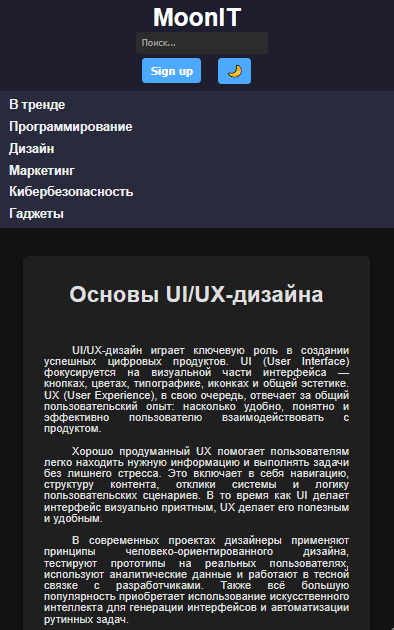 MoonIT
Поиск...
Sign up
В тренде
Программирование
Дизайн
Маркетинг
Кибербезопасность
Гаджеты
Основы UI/UX-дизайна
UI/UX-дизайн играет ключевую роль в создании
успешных цифровых продуктов. UI (User Interface)
фокусируется на визуальной части интерфейса —
кнопках, цветах, типографике, иконках и общей эстетике.
UX (User Experience), в свою очередь, отвечает за общий
пользовательский опыт: насколько удобно, понятно и
эффективно пользователю взаимодействовать с
продуктом.
Хорошо продуманный UX помогает пользователям
легко находить нужную информацию и выполнять задачи
без лишнего стресса. Это включает в себя навигацию,
структуру контента, отклики системы и логику
пользовательских сценариев. В то время как UI делает
интерфейс визуально приятным, UX делает его полезным
и удобным.
В современных проектах дизайнеры применяют
принципы человеко-ориентированного дизайна,
тестируют прототипы на реальных пользователях,
используют аналитические данные и работают в тесной
связке с разработчиками. Также всё большую
популярность приобретает использование искусственного
интеллекта для генерации интерфейсов и автоматизации
рутинных задач.